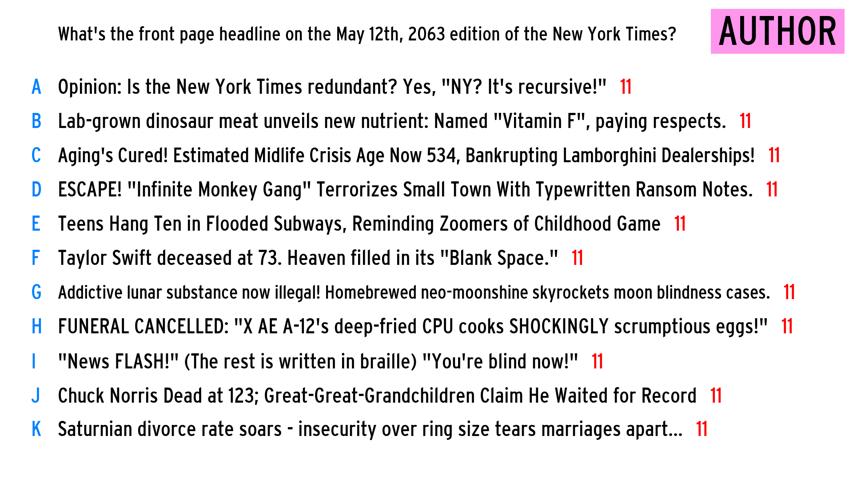 What's the front page headline on the May 12th, 2063 edition of the New York Times?
AUTHOR
A Opinion: Is the New York Times redundant? Yes, "NY? It's recursive!" 11
B Lab-grown dinosaur meat unveils new nutrient: Named "Vitamin F", paying respects. 11
C Aging's Cured! Estimated Midlife Crisis Age Now 534, Bankrupting Lamborghini Dealerships! 11
D ESCAPE! "Infinite Monkey Gang" Terrorizes Small Town With Typewritten Ransom Notes. 11
E Teens Hang Ten in Flooded Subways, Reminding Zoomers of Childhood Game 11
F Taylor Swift deceased at 73. Heaven filled in its "Blank Space." 11
G Addictive lunar substance now illegal! Homebrewed neo-moonshine skyrockets moon blindness cases. 11
H FUNERAL CANCELLED: "X AE A-12's deep-fried CPU cooks SHOCKINGLY scrumptious eggs!" 11
I "News FLASH!" (The rest is written in braille) "You're blind now!" 11
J Chuck Norris Dead at 123; Great-Great-Grandchildren Claim He Waited for Record 11
K Saturnian divorce rate soars - insecurity over ring size tears marriages apart... 11